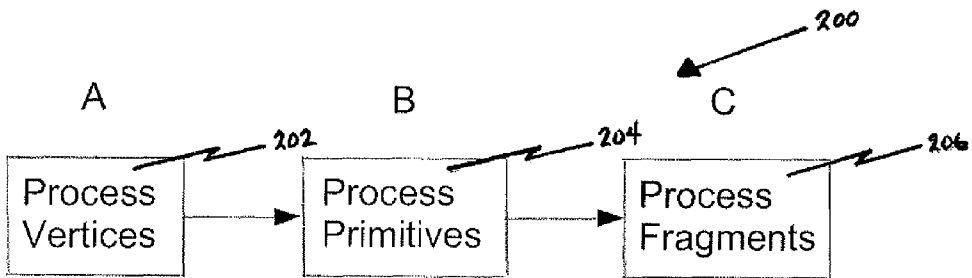 200
A B C
202 204 206
Process Process Process
Vertices Primitives Fragments